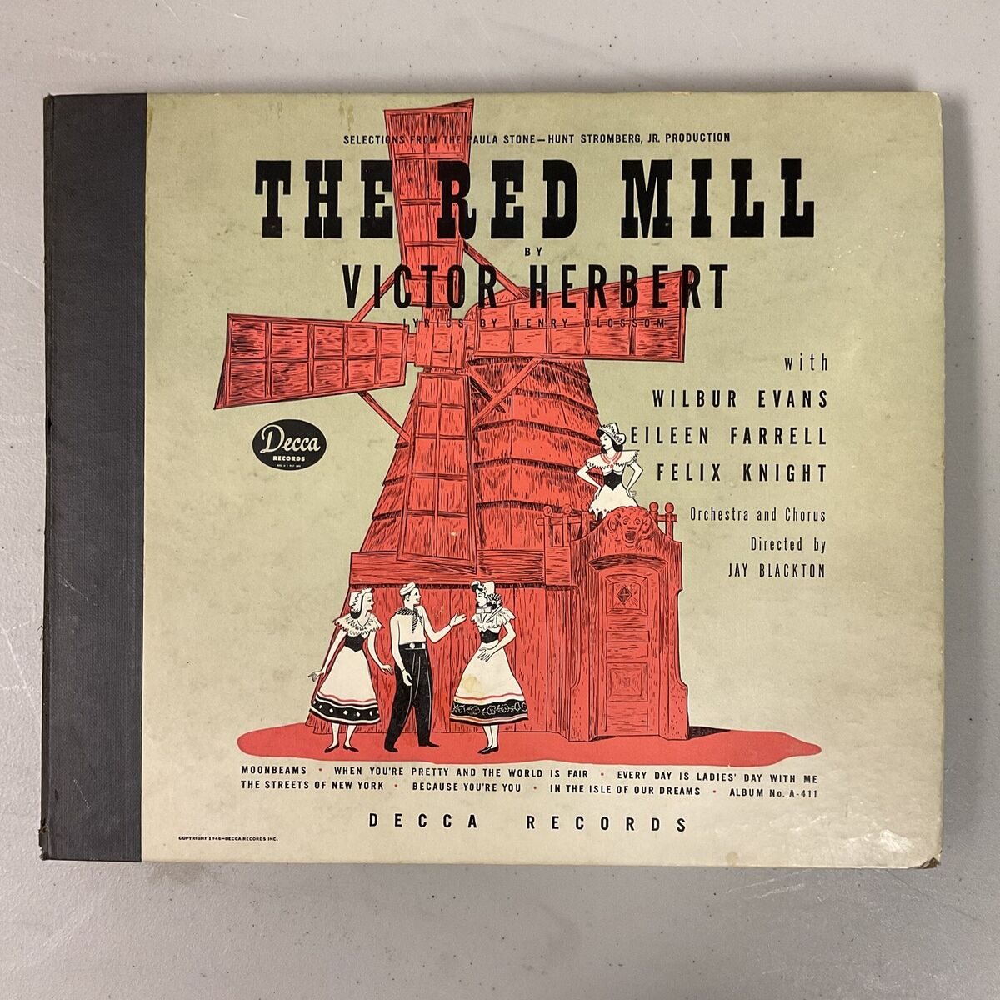 SELECTIONS FROM THE PAULA STONE—HUNT STROMBERG, JR. PRODUCTION
THE RED MILL
BY
VICTOR HERBERT
LYRICS BY HENRY BLOSSOM
with
WILBUR EVANS
EILEEN FARRELL
FELIX KNIGHT
Orchestra and Chorus
Directed by
JAY BLACKTON
Decca
RECORDS
MOONBEAMS • WHEN YOU'RE PRETTY AND THE WORLD IS FAIR • EVERY DAY IS LADIES' DAY WITH ME
THE STREETS OF NEW YORK • BECAUSE YOU'RE YOU • IN THE ISLE OF OUR DREAMS • ALBUM No. A-411
DECCA RECORDS
COPYRIGHT 1946—DECCA RECORDS INC.